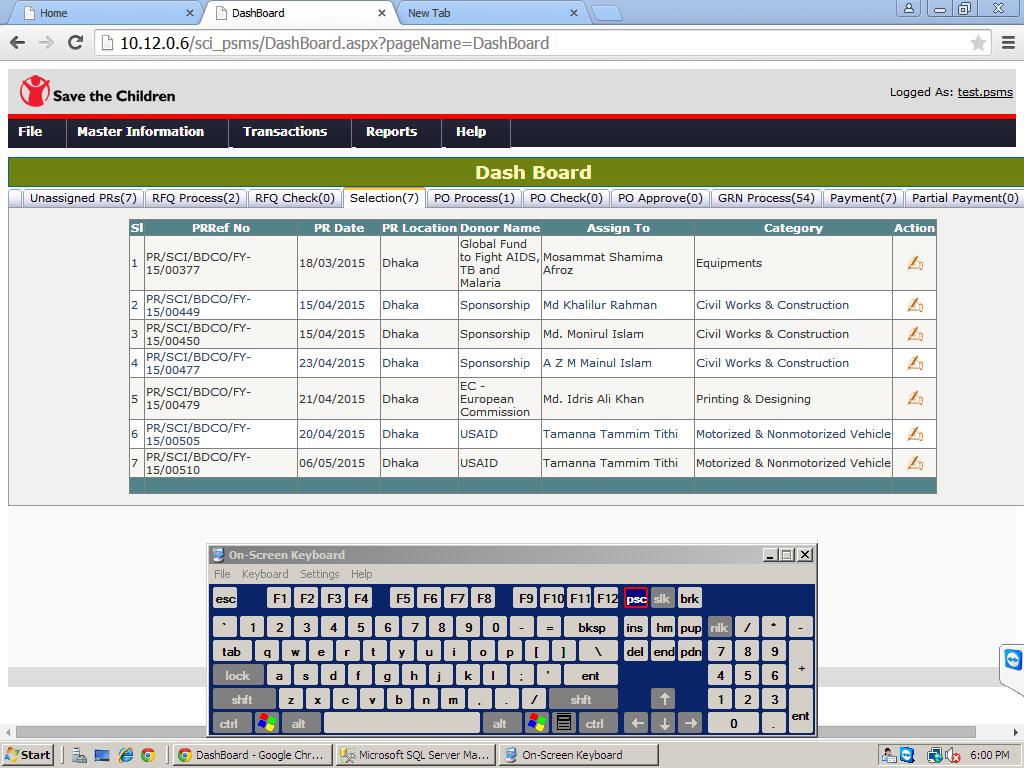 Home
DashBoard
New Tab
10.12.0.6/sci_psms/DashBoard.aspx?pageName=DashBoard
Save the Children
Logged As: test.psms
File Master Information Transactions Reports Help
Dash Board
Unassigned PRs(7) RFQ Process(2) RFQ Check(0) Selection(7) PO Process(1) PO Check(0) PO Approve(0) GRN Process(54) Payment(7) Partial Payment(0)
Sl PRRef No PR Date PR Location Donor Name Assign To Category Action
1 PR/SCI/BDCO/FY-15/00377 18/03/2015 Dhaka Global Fund to Fight AIDS, TB and Malaria Mosammat Shamima Afroz Equipments
2 PR/SCI/BDCO/FY-15/00449 15/04/2015 Dhaka Sponsorship Md Khalilur Rahman Civil Works & Construction
3 PR/SCI/BDCO/FY-15/00450 15/04/2015 Dhaka Sponsorship Md. Monirul Islam Civil Works & Construction
4 PR/SCI/BDCO/FY-15/00477 23/04/2015 Dhaka Sponsorship A Z M Mainul Islam Civil Works & Construction
5 PR/SCI/BDCO/FY-15/00479 21/04/2015 Dhaka EC - European Commission Md. Idris Ali Khan Printing & Designing
6 PR/SCI/BDCO/FY-15/00505 20/04/2015 Dhaka USAID Tamanna Tammim Tithi Motorized & Nonmotorized Vehicle
7 PR/SCI/BDCO/FY-15/00510 06/05/2015 Dhaka USAID Tamanna Tammim Tithi Motorized & Nonmotorized Vehicle
On-Screen Keyboard
File Keyboard Settings Help
esc F1 F2 F3 F4 F5 F6 F7 F8 F9 F10 F11 F12 psc slk brk
` 1 2 3 4 5 6 7 8 9 0 - = bksp ins hm pup nlk / * -
tab q w e r t y u i o p [ ] \ del end pdn 7 8 9 +
lock a s d f g h j k l ; ' ent 4 5 6
shft z x c v b n m , . / shft ↑ 1 2 3 ent
ctrl alt alt ctrl ← ↓ → 0 .
Start DashBoard - Google Chr... Microsoft SQL Server Ma... On-Screen Keyboard 6:00 PM